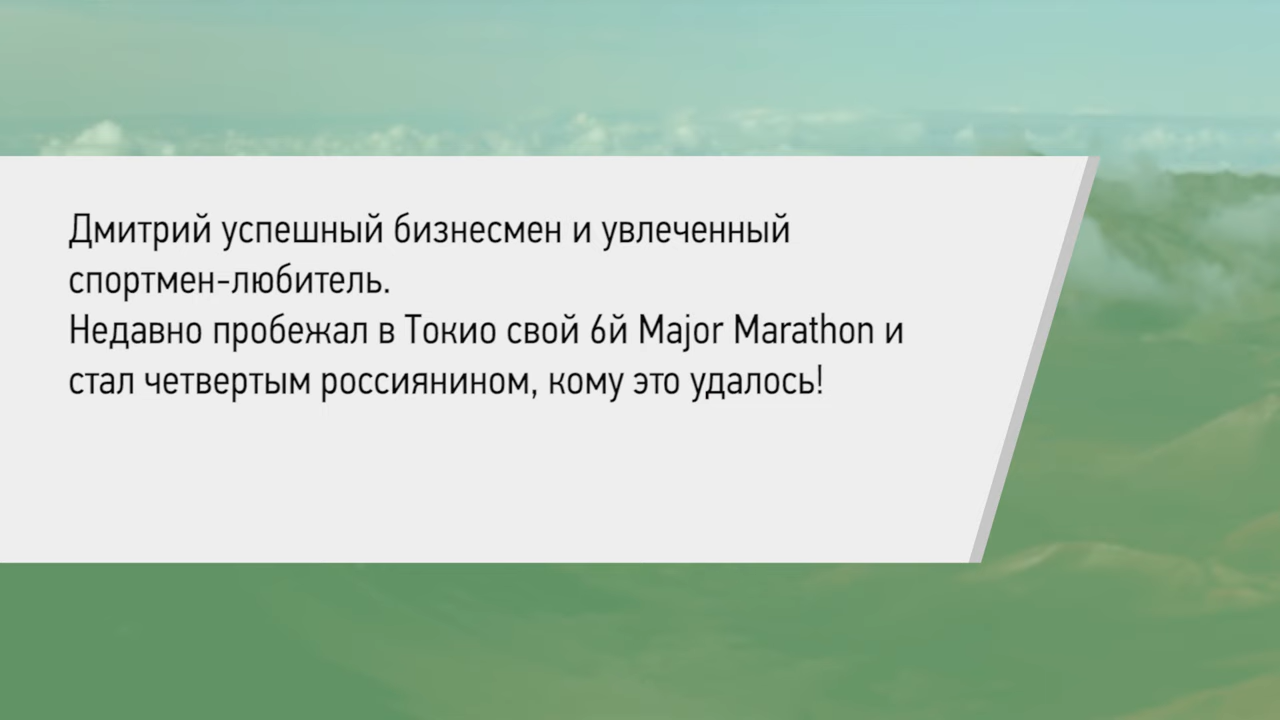 Дмитрий успешный бизнесмен и увлеченный
спортмен-любитель.
Недавно пробежал в Токио свой 6й Major Marathon и
стал четвертым россиянином, кому это удалось!